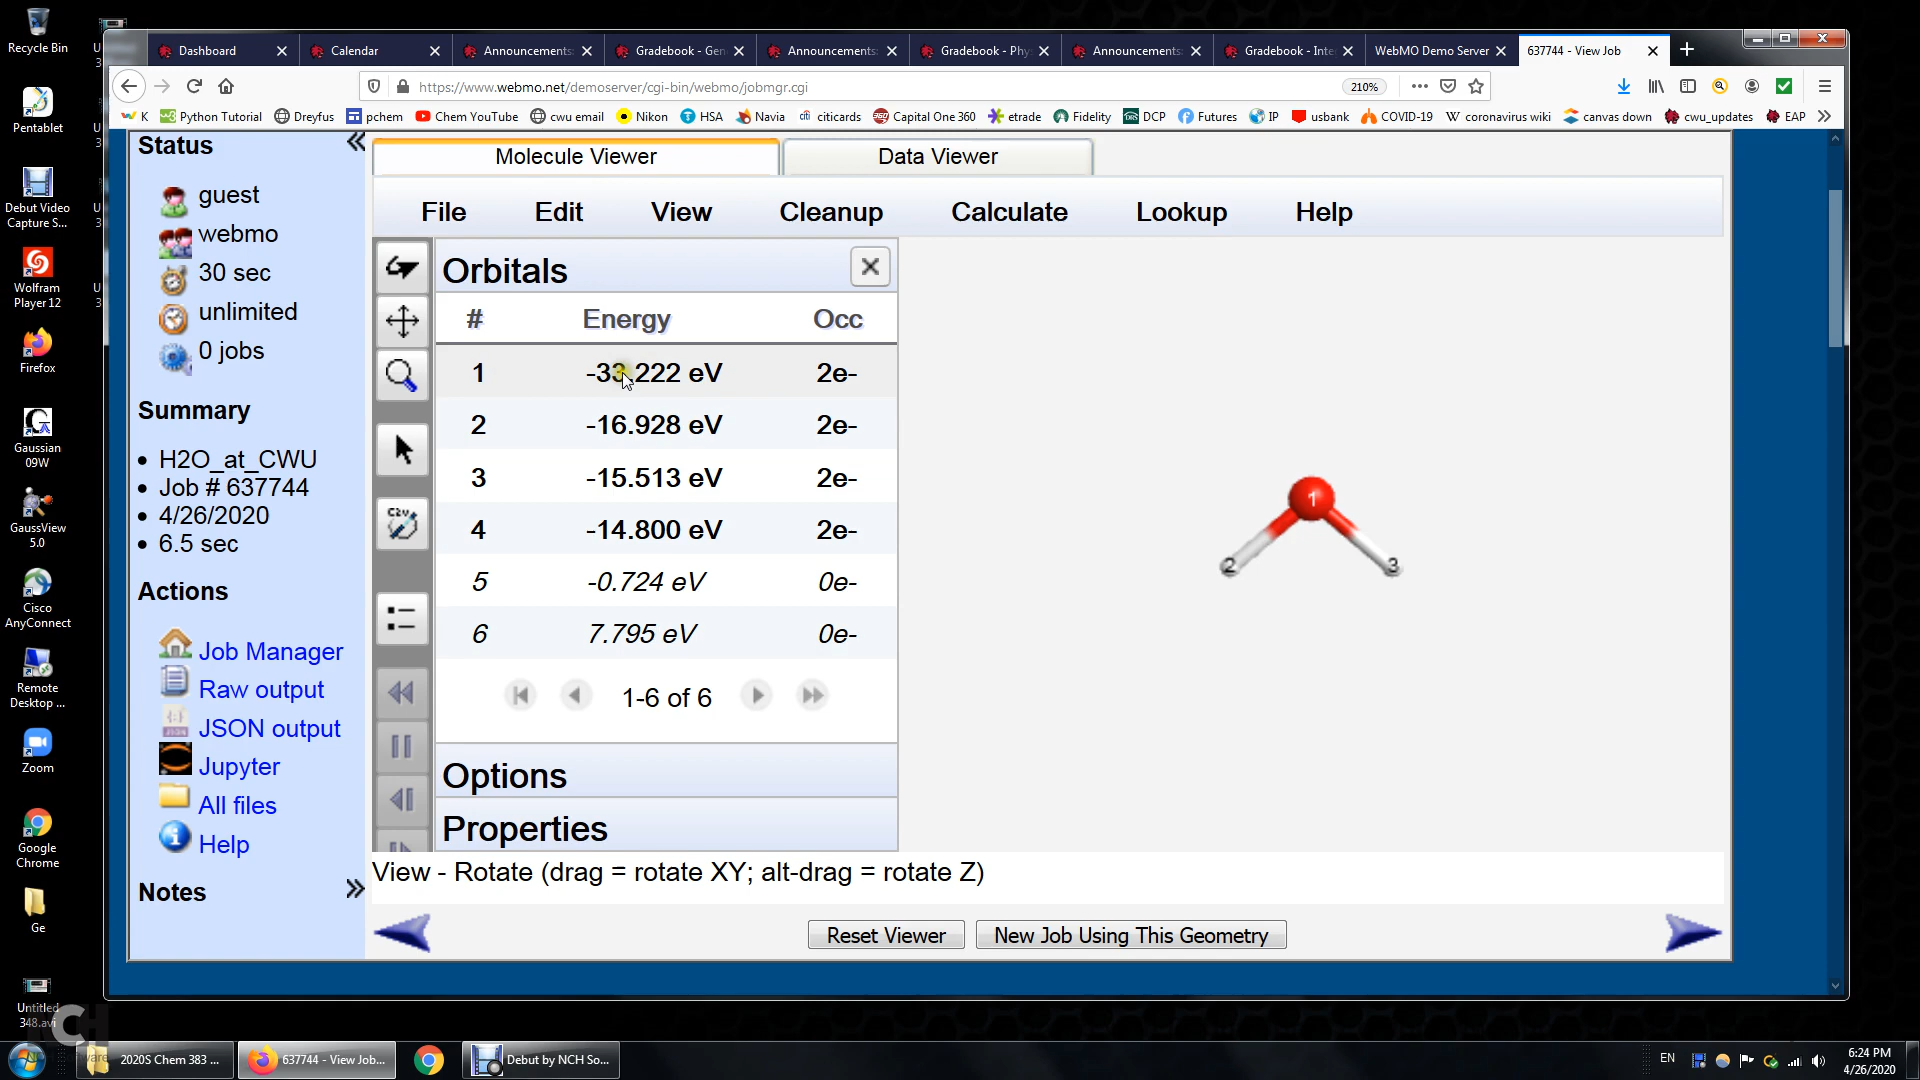 Recycle Bin
Pentablet
Debut Video
Capture S...
Wolfram
Player 12
Firefox
Gaussian
09W
GaussView
5.0
Cisco
AnyConnect
Remote
Desktop ...
Zoom
Google
Chrome
Ge
Untitled
348.avi
Dashboard
Calendar
Announcements:
Gradebook - Gen
Announcements:
Gradebook - Phy
Announcements:
Gradebook - Inte
WebMO Demo Server
637744 - View Job
https://www.webmo.net/demoserver/cgi-bin/webmo/jobmgr.cgi
210%
K
Python Tutorial
Dreyfus
pchem
Chem YouTube
cwu email
Nikon
HSA
Navia
citicards
Capital One 360
etrade
Fidelity
DCP
Futures
IP
usbank
COVID-19
coronavirus wiki
canvas down
cwu_updates
EAP
Status
guest
webmo
30 sec
unlimited
0 jobs
Summary
H2O_at_CWU
Job # 637744
4/26/2020
6.5 sec
Actions
Job Manager
Raw output
JSON output
Jupyter
All files
Help
Notes
Molecule Viewer
Data Viewer
File Edit View Cleanup Calculate Lookup Help
Orbitals
# Energy Occ
1 -33.222 eV 2e-
2 -16.928 eV 2e-
3 -15.513 eV 2e-
4 -14.800 eV 2e-
5 -0.724 eV 0e-
6 7.795 eV 0e-
1-6 of 6
Options
Properties
C2v
1
2
3
View - Rotate (drag = rotate XY; alt-drag = rotate Z)
Reset Viewer
New Job Using This Geometry
2020S Chem 383 ...
637744 - View Job...
Debut by NCH So...
EN
6:24 PM
4/26/2020